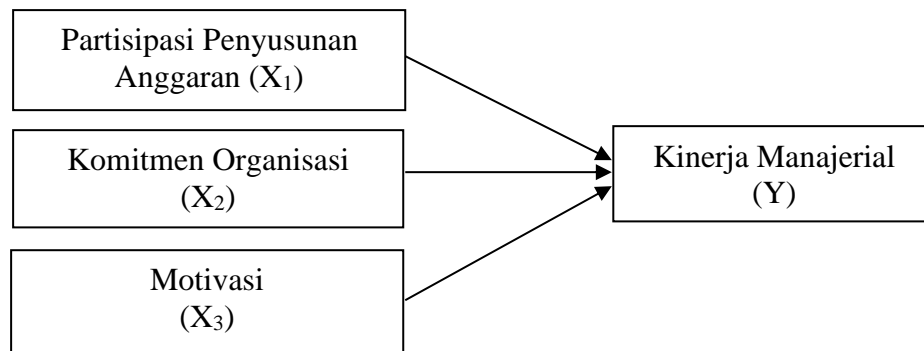 Partisipasi Penyusunan
Anggaran (X₁)
Komitmen Organisasi
(X₂)
Motivasi
(X₃)
Kinerja Manajerial
(Y)